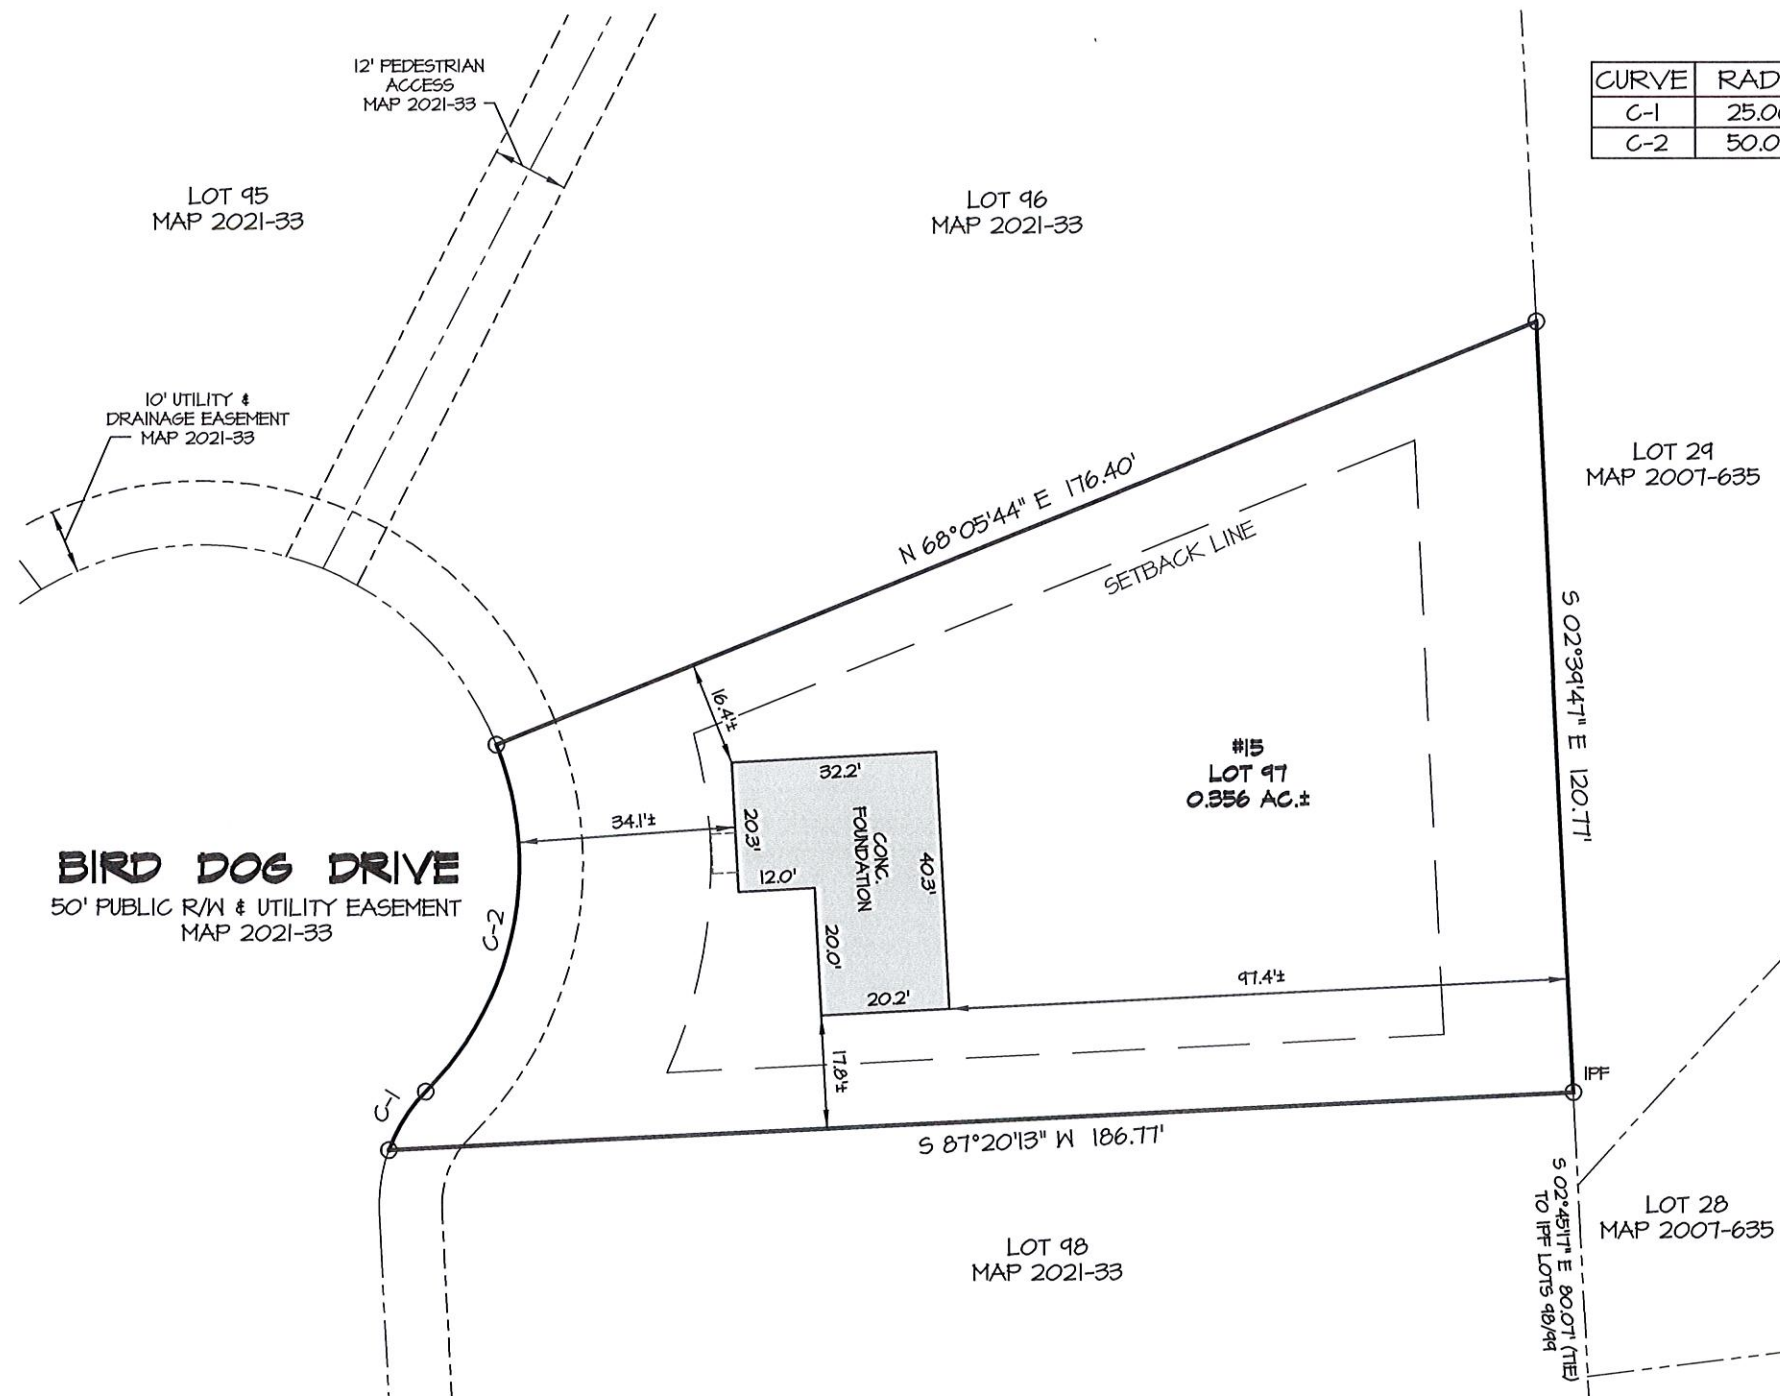 12' PEDESTRIAN
ACCESS
MAP 2021-33
CURVE RAD
C-1 25.0
C-2 50.0
LOT 95
MAP 2021-33
LOT 96
MAP 2021-33
10' UTILITY &
DRAINAGE EASEMENT
MAP 2021-33
LOT 29
MAP 2007-635
N 68°05'44" E 176.40'
SETBACK LINE
S 02°39'47" E 120.77'
16.4'±
#15
LOT 97
0.356 AC.±
32.2'
20.3'
34.1'±
CONC.
FOUNDATION
40.3'
12.0'
BIRD DOG DRIVE
50' PUBLIC R/W & UTILITY EASEMENT
MAP 2021-33
C-2
20.0'
20.2'
97.4'±
17.8'±
IPF
C-1
S 87°20'13" W 186.77'
S 02°45'17" E 80.07' (TIE)
TO IPF LOTS 98/99
LOT 28
MAP 2007-635
LOT 98
MAP 2021-33